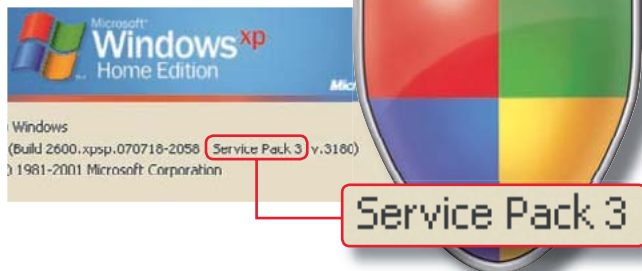 Microsoft®
Windows xp
Home Edition
Windows
(Build 2600.xpsp.070718-2058 Service Pack 3 v.3180)
1981-2001 Microsoft Corporation
Service Pack 3